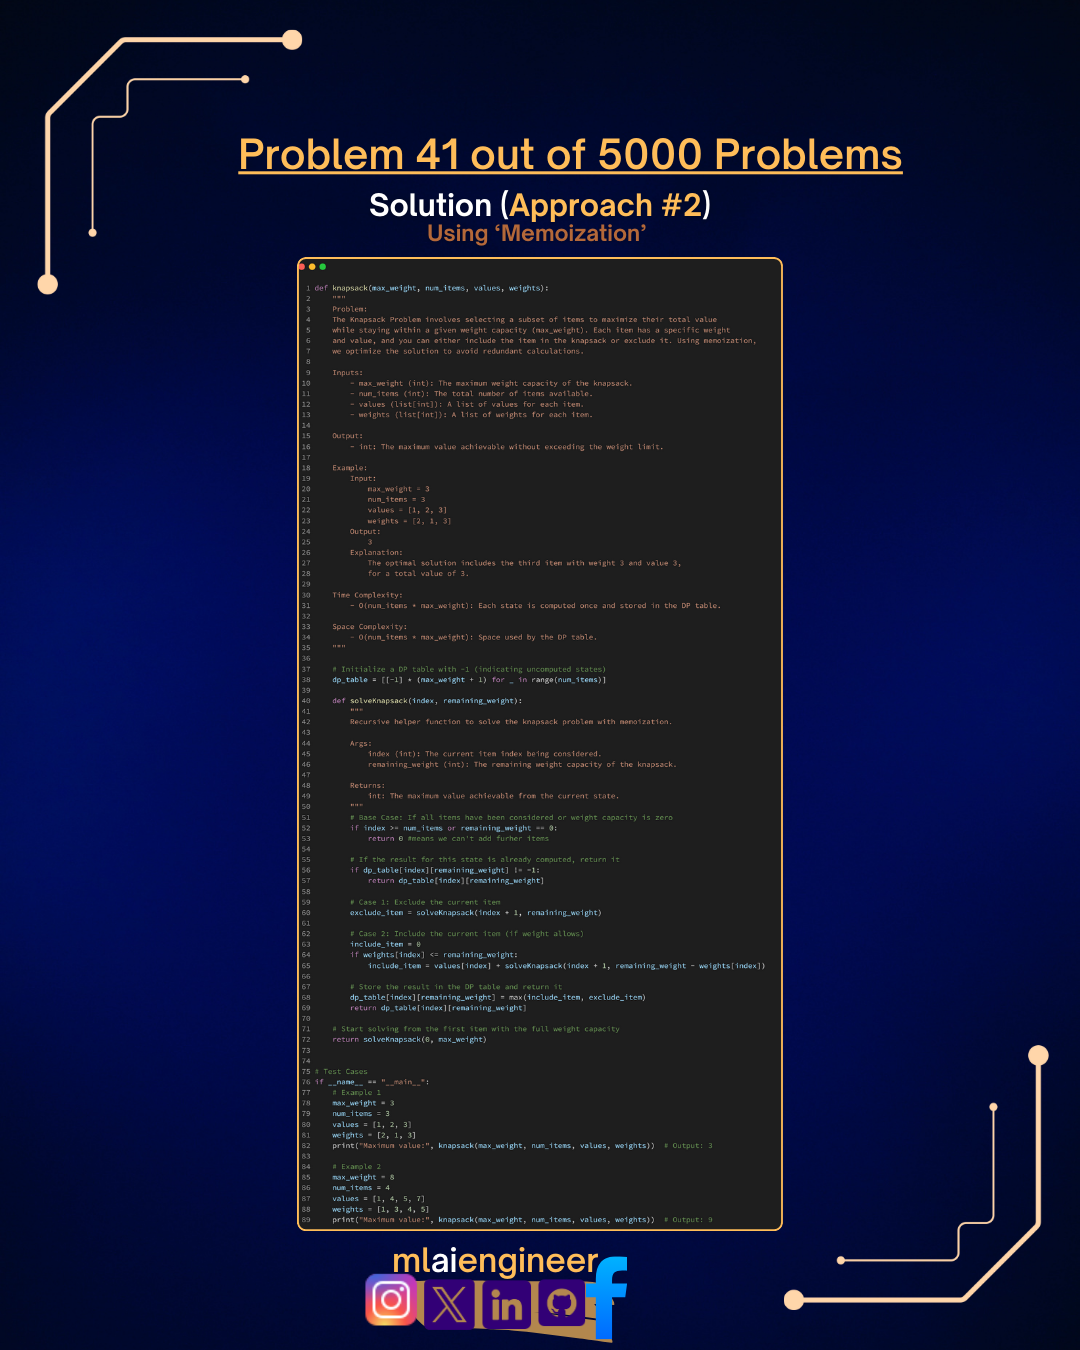 Problem 41 out of 5000 Problems
Solution (Approach #2)
Using ‘Memoization’
1 def knapsack(max_weight, num_items, values, weights):
2     """
3     Problem:
4     The Knapsack Problem involves selecting a subset of items to maximize their total value
5     while staying within a given weight capacity (max_weight). Each item has a specific weight
6     and value, and you can either include the item in the knapsack or exclude it. Using memoization,
7     we optimize the solution to avoid redundant calculations.
8
9     Inputs:
10         - max_weight (int): The maximum weight capacity of the knapsack.
11         - num_items (int): The total number of items available.
12         - values (list[int]): A list of values for each item.
13         - weights (list[int]): A list of weights for each item.
14
15     Output:
16         - int: The maximum value achievable without exceeding the weight limit.
17
18     Example:
19         Input:
20             max_weight = 3
21             num_items = 3
22             values = [1, 2, 3]
23             weights = [2, 1, 3]
24         Output:
25             3
26         Explanation:
27             The optimal solution includes the third item with weight 3 and value 3,
28             for a total value of 3.
29
30     Time Complexity:
31         - O(num_items * max_weight): Each state is computed once and stored in the DP table.
32
33     Space Complexity:
34         - O(num_items * max_weight): Space used by the DP table.
35     """
36
37     # Initialize a DP table with -1 (indicating uncomputed states)
38     dp_table = [[-1] * (max_weight + 1) for _ in range(num_items)]
39
40     def solveKnapsack(index, remaining_weight):
41         """
42         Recursive helper function to solve the knapsack problem with memoization.
43
44         Args:
45             index (int): The current item index being considered.
46             remaining_weight (int): The remaining weight capacity of the knapsack.
47
48         Returns:
49             int: The maximum value achievable from the current state.
50         """
51         # Base Case: If all items have been considered or weight capacity is zero
52         if index >= num_items or remaining_weight == 0:
53             return 0 #means we can't add furher items
54
55         # If the result for this state is already computed, return it
56         if dp_table[index][remaining_weight] != -1:
57             return dp_table[index][remaining_weight]
58
59         # Case 1: Exclude the current item
60         exclude_item = solveKnapsack(index + 1, remaining_weight)
61
62         # Case 2: Include the current item (if weight allows)
63         include_item = 0
64         if weights[index] <= remaining_weight:
65             include_item = values[index] + solveKnapsack(index + 1, remaining_weight - weights[index])
66
67         # Store the result in the DP table and return it
68         dp_table[index][remaining_weight] = max(include_item, exclude_item)
69         return dp_table[index][remaining_weight]
70
71     # Start solving from the first item with the full weight capacity
72     return solveKnapsack(0, max_weight)
73
74
75 # Test Cases
76 if __name__ == "__main__":
77     # Example 1
78     max_weight = 3
79     num_items = 3
80     values = [1, 2, 3]
81     weights = [2, 1, 3]
82     print("Maximum value:", knapsack(max_weight, num_items, values, weights))  # Output: 3
83
84     # Example 2
85     max_weight = 8
86     num_items = 4
87     values = [1, 4, 5, 7]
88     weights = [1, 3, 4, 5]
89     print("Maximum value:", knapsack(max_weight, num_items, values, weights))  # Output: 9
mlaiengineer